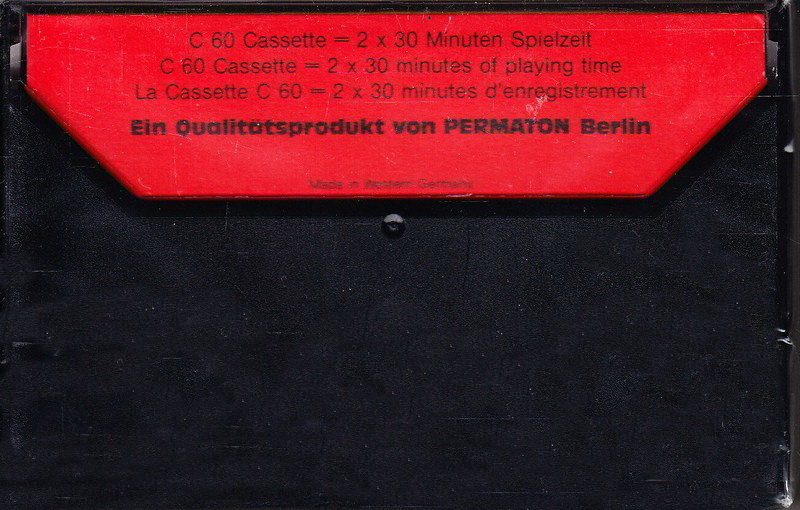 C 60 Cassette = 2 x 30 Minuten Spielzeit
C 60 Cassette = 2 x 30 minutes of playing time
La Cassette C 60 = 2 x 30 minutes d'enregistrement
Ein Qualitätsprodukt von PERMATON Berlin
Made in Western Germany